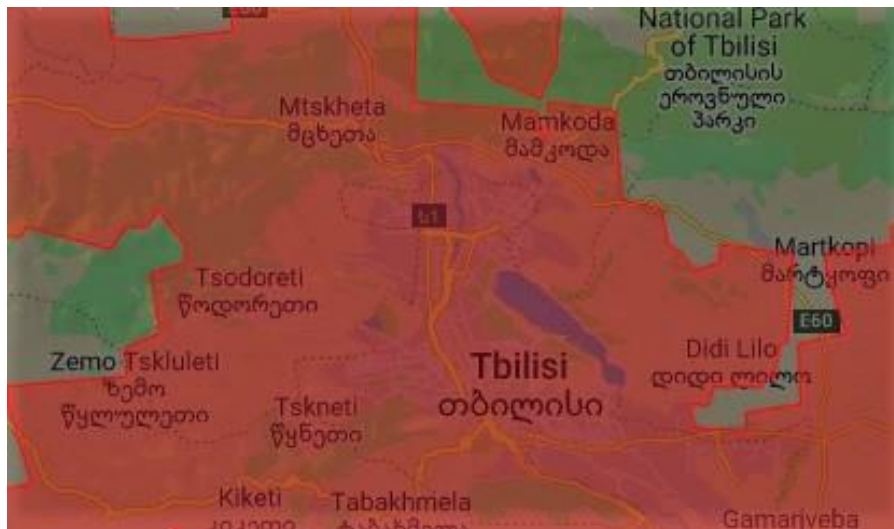 National Park
of Tbilisi
თბილისის
ეროვნული
პარკი
Mtskheta
მცხეთა
Mamkoda
მამკოდა
Martkopi
მარტყოფი
Tsodoreti
წოდორეთი
E60
Zemo Tskluleti
ზემო
წყლულეთი
Tbilisi
თბილისი
Didi Lilo
დიდი ლილო
Tskneti
წყნეთი
Kiketi
Tabakhmela
Gamarjveba